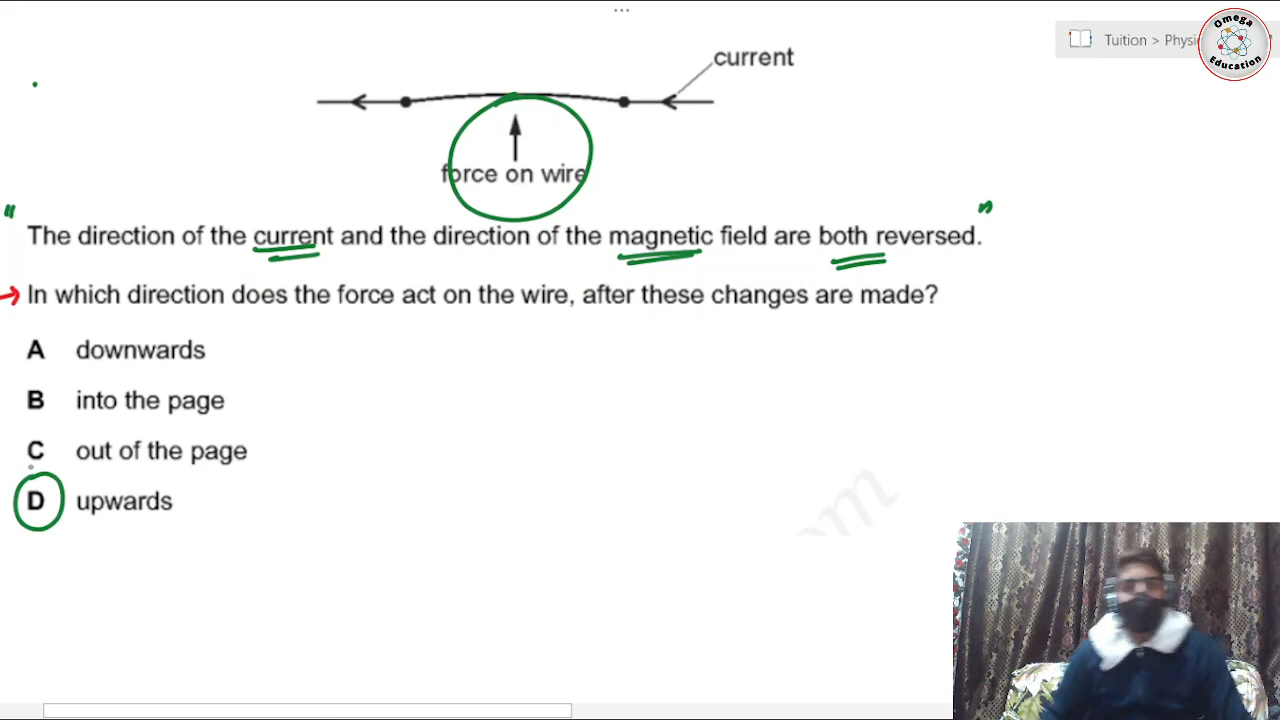 ...
Tuition > Physi
Omega
Education
current
force on wire
" The direction of the current and the direction of the magnetic field are both reversed. "
→ In which direction does the force act on the wire, after these changes are made?
A downwards
B into the page
C out of the page
D upwards
om